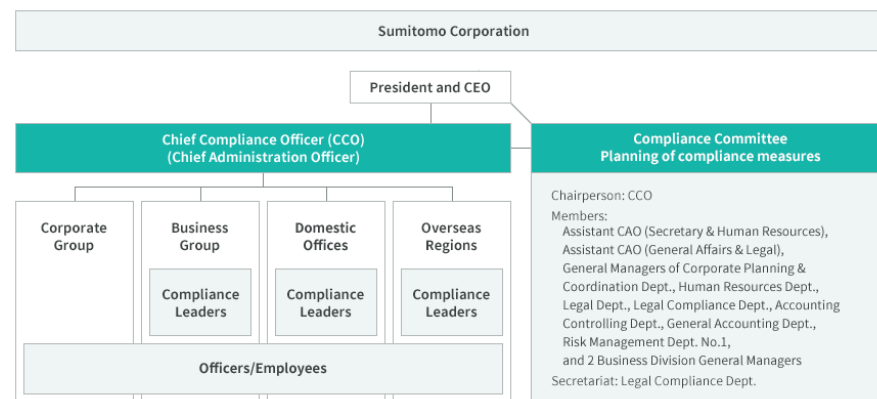 Sumitomo Corporation
President and CEO
Chief Compliance Officer (CCO)
(Chief Administration Officer)
Compliance Committee
Planning of compliance measures
Corporate
Group
Business
Group
Compliance
Leaders
Domestic
Offices
Compliance
Leaders
Overseas
Regions
Compliance
Leaders
Officers/Employees
Chairperson: CCO
Members:
Assistant CAO (Secretary & Human Resources),
Assistant CAO (General Affairs & Legal),
General Managers of Corporate Planning &
Coordination Dept., Human Resources Dept.,
Legal Dept., Legal Compliance Dept., Accounting
Controlling Dept., General Accounting Dept.,
Risk Management Dept. No.1,
and 2 Business Division General Managers
Secretariat: Legal Compliance Dept.